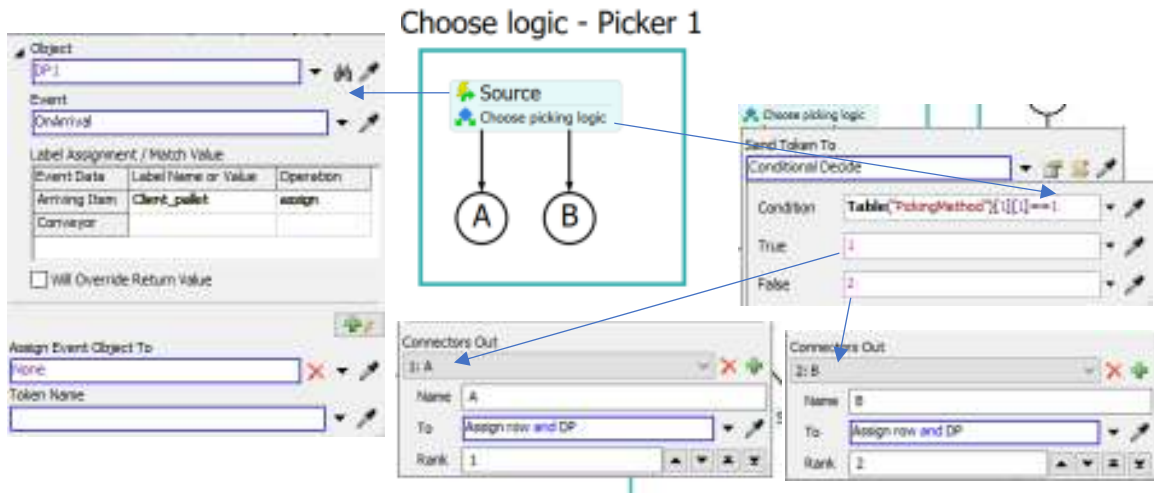 Choose logic - Picker 1
Object
DP1
Event
OnArrival
Label Assignment / Match Value
Event Data Label Name or Value Operation
Arriving Item Client_pallet assign
Conveyor
Will Override Return Value
Assign Event Object To
None
Token Name
Source
Choose picking logic
A B
Choose picking logic
Send Token To
Conditional Decide
Condition Table("PickingMethod")[1][1]==1
True 1
False 2
Connectors Out
1: A
Name A
To Assign row and DP
Rank 1
Connectors Out
2: B
Name B
To Assign row and DP
Rank 2